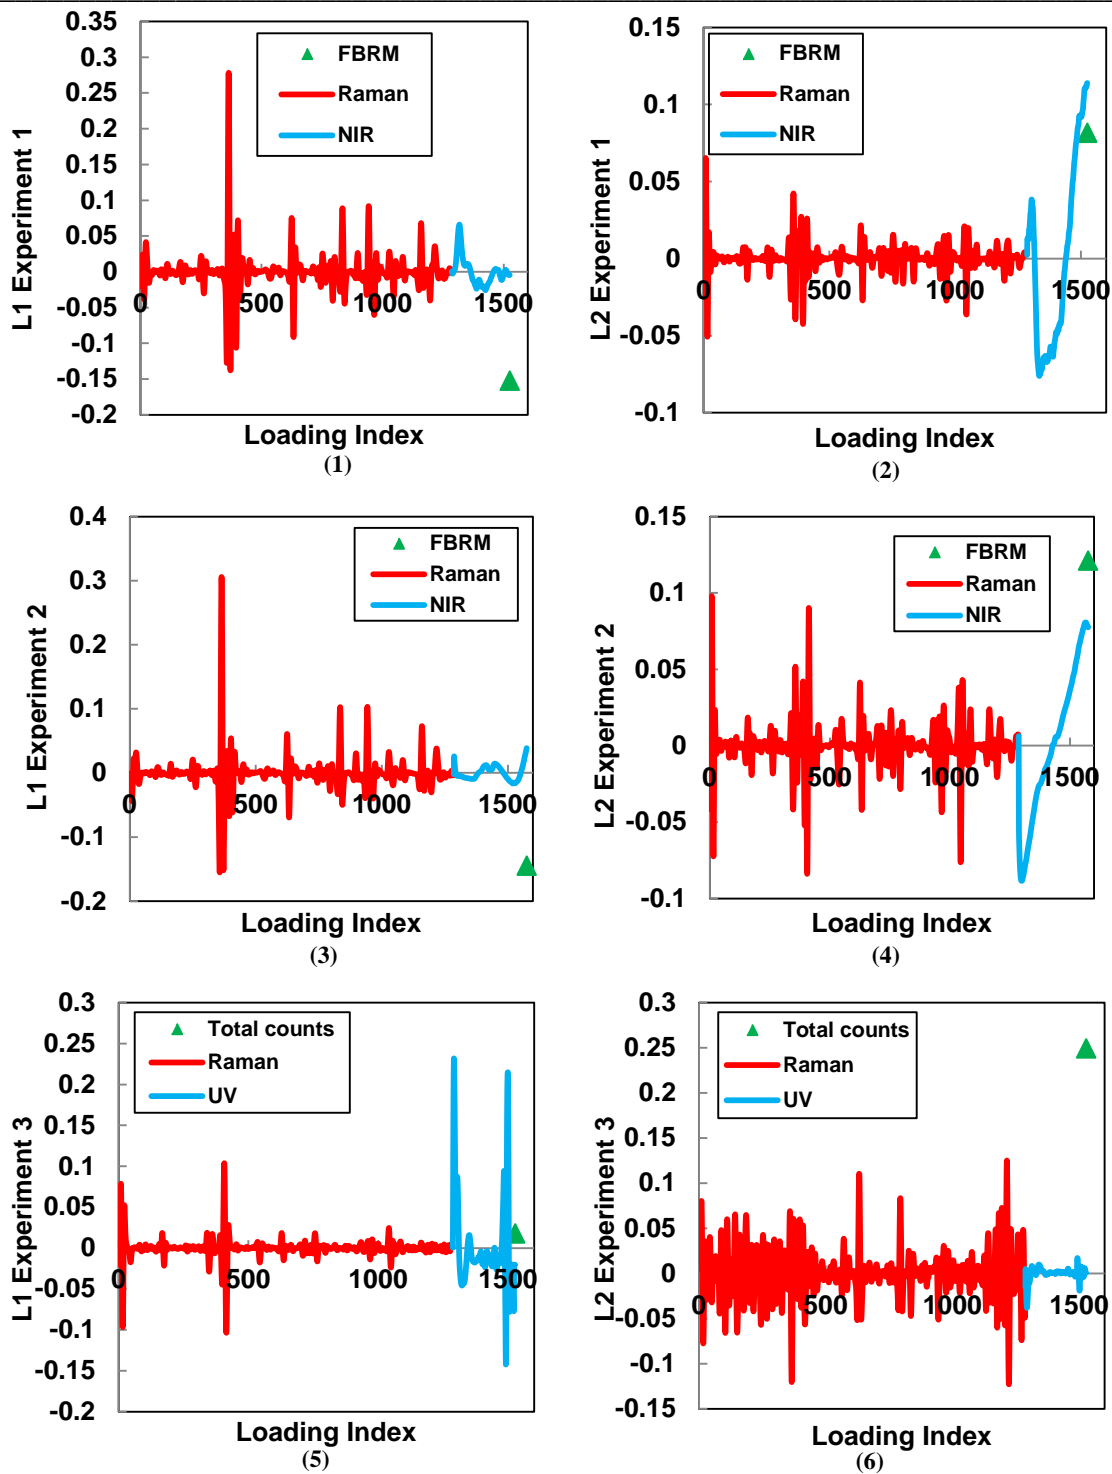 0.35
0.3
0.25
0.2
0.15
0.1
0.05
0
-0.05
-0.1
-0.15
-0.2
0
500
1000
1500
L1 Experiment 1
FBRM
Raman
NIR
Loading Index
(1)
0.15
0.1
0.05
0
-0.05
-0.1
0
500
1000
1500
L2 Experiment 1
FBRM
Raman
NIR
Loading Index
(2)
0.4
0.3
0.2
0.1
0
-0.1
-0.2
0
500
1000
1500
L1 Experiment 2
FBRM
Raman
NIR
Loading Index
(3)
0.15
0.1
0.05
0
-0.05
-0.1
0
500
1000
1500
L2 Experiment 2
FBRM
Raman
NIR
Loading Index
(4)
0.3
0.25
0.2
0.15
0.1
0.05
0
-0.05
-0.1
-0.15
-0.2
0
500
1000
1500
L1 Experiment 3
Total counts
Raman
UV
Loading Index
(5)
0.3
0.25
0.2
0.15
0.1
0.05
0
-0.05
-0.1
-0.15
0
500
1000
1500
L2 Experiment 3
Total counts
Raman
UV
Loading Index
(6)